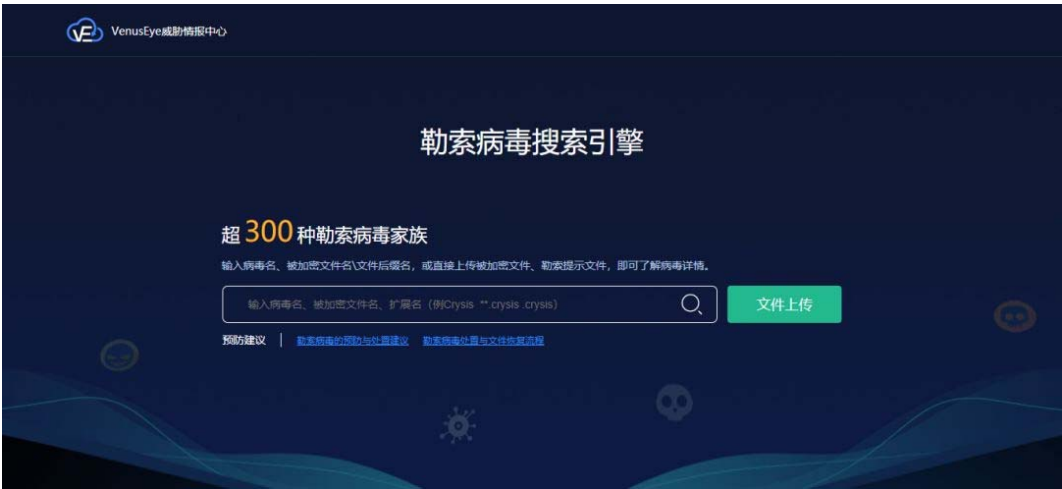 VE VenusEye威胁情报中心
勒索病毒搜索引擎
超300种勒索病毒家族
输入病毒名、被加密文件名\文件后缀名，或直接上传被加密文件、勒索提示文件，即可了解病毒详情。
输入病毒名、被加密文件名、扩展名（例Crysis **.crysis .crysis） 文件上传
预防建议 | 勒索病毒的预防与处置建议 勒索病毒处置与文件恢复流程